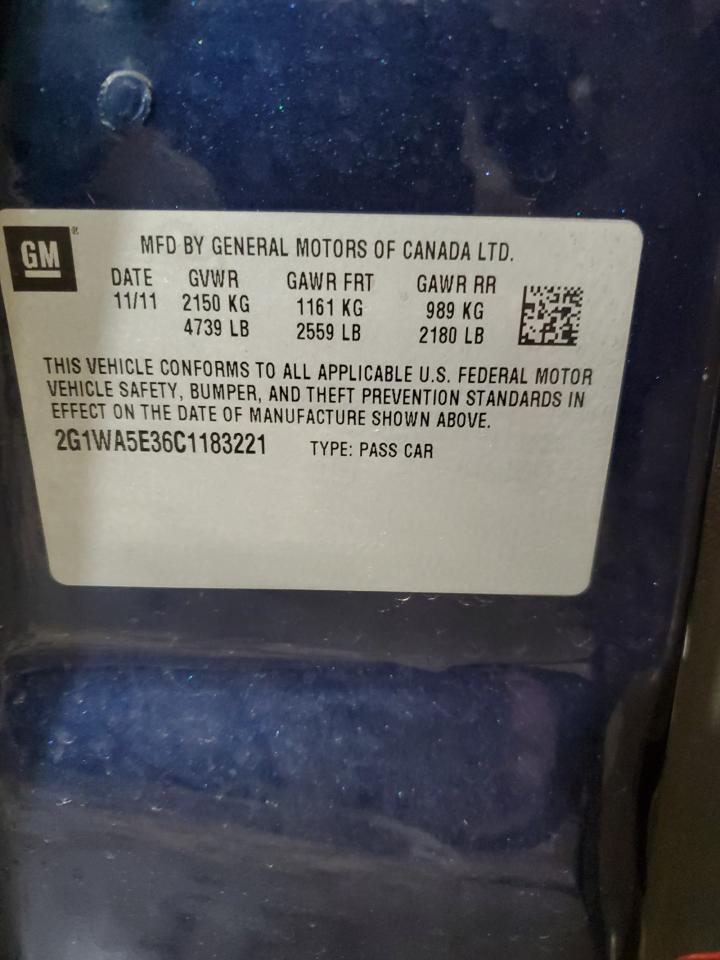 GM®
MFD BY GENERAL MOTORS OF CANADA LTD.
DATE GVWR GAWR FRT GAWR RR
11/11 2150 KG 1161 KG 989 KG
4739 LB 2559 LB 2180 LB
THIS VEHICLE CONFORMS TO ALL APPLICABLE U.S. FEDERAL MOTOR
VEHICLE SAFETY, BUMPER, AND THEFT PREVENTION STANDARDS IN
EFFECT ON THE DATE OF MANUFACTURE SHOWN ABOVE.
2G1WA5E36C1183221 TYPE: PASS CAR